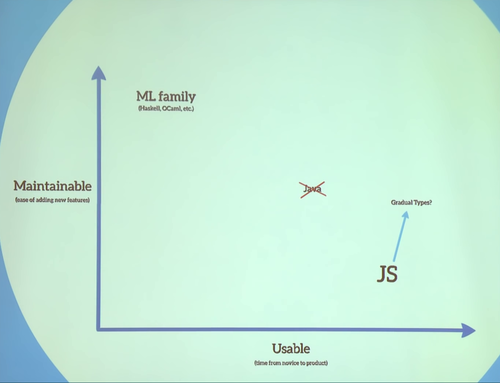 ML family
(Haskell, OCaml, etc.)
Maintainable
(ease of adding new features)
Java
Gradual Types?
JS
Usable
(time from novice to product)